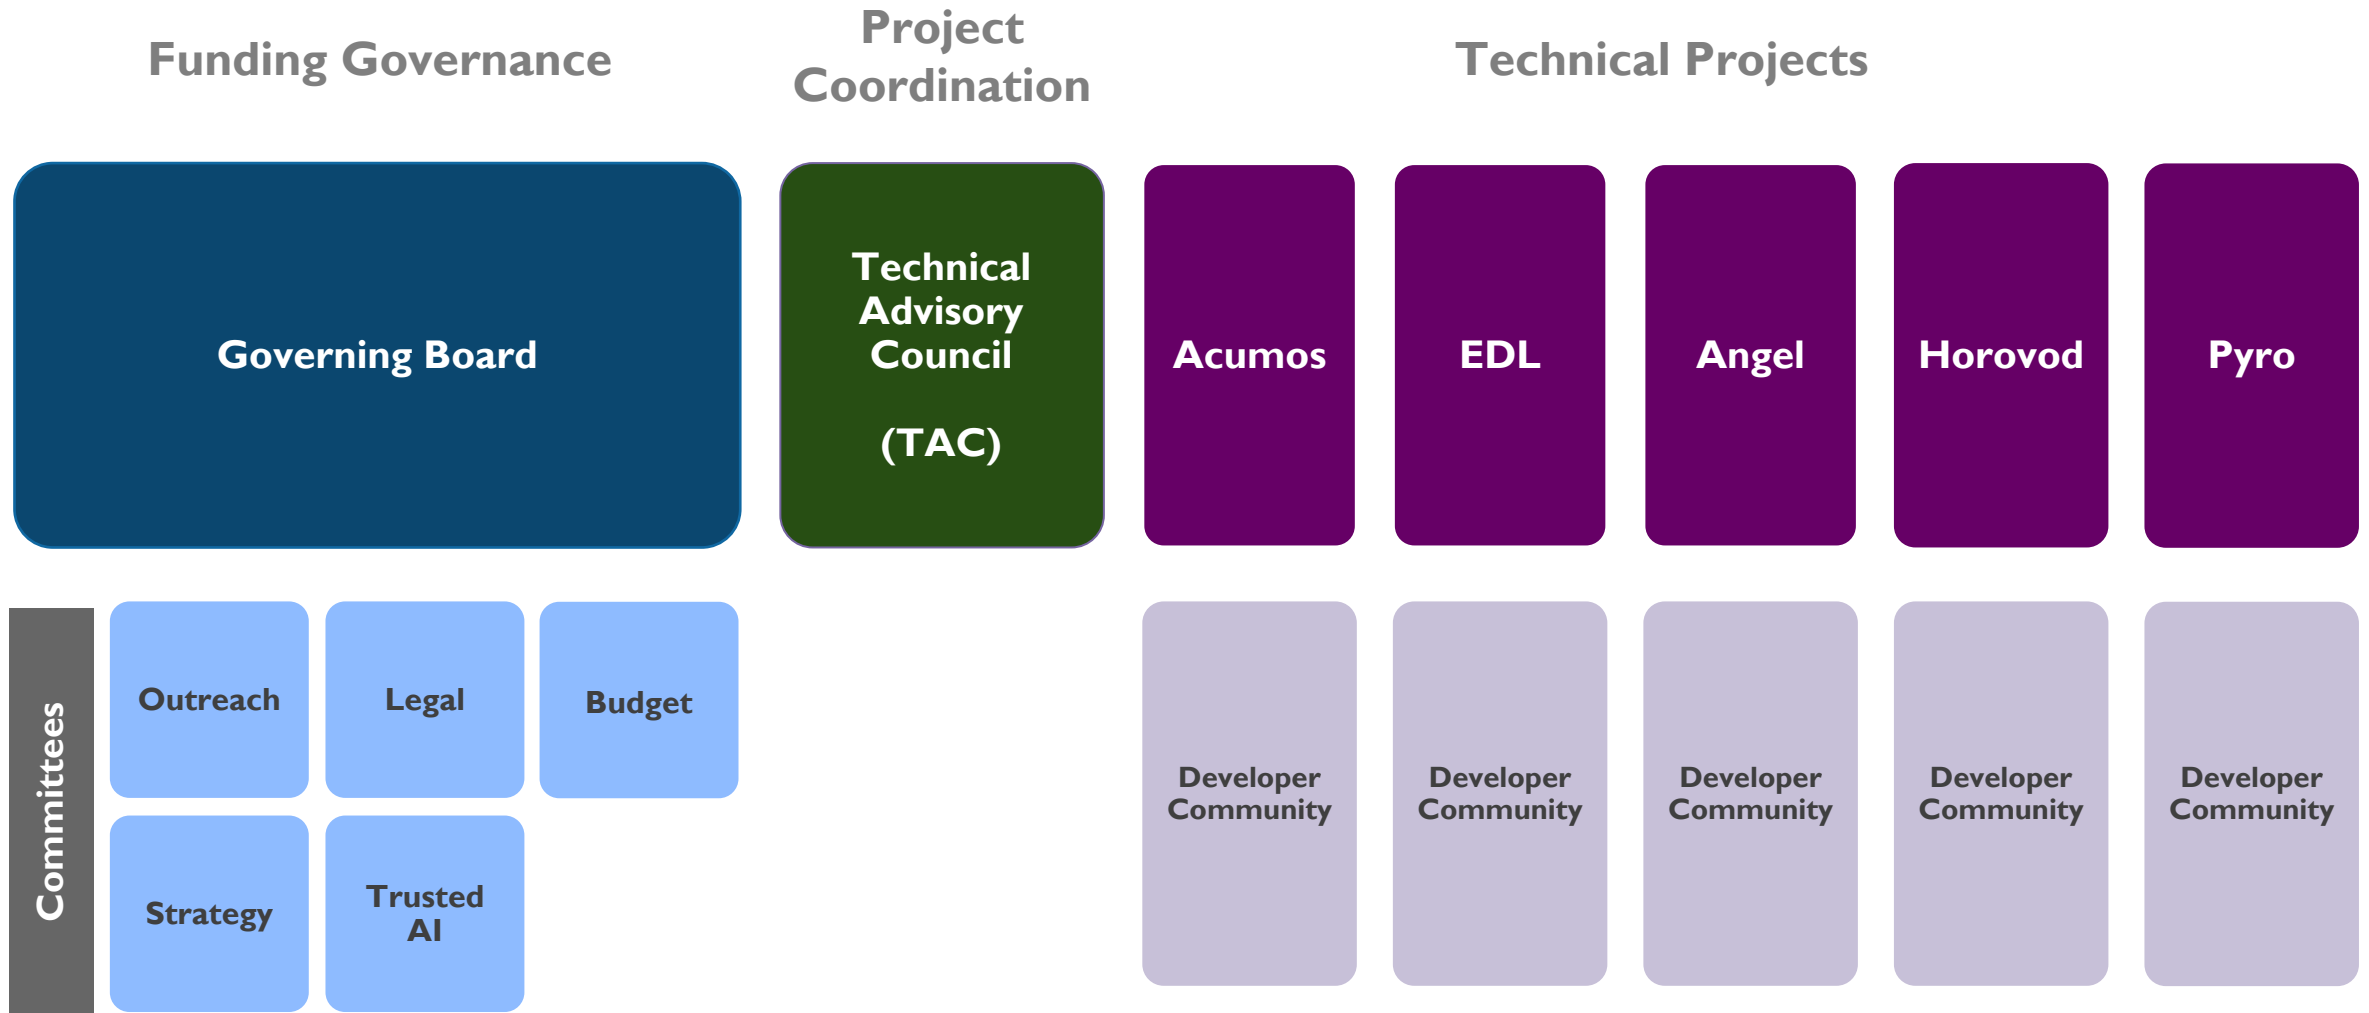 Funding Governance
Project
Coordination
Technical Projects
Governing Board
Technical
Advisory
Council
(TAC)
Acumos
EDL
Angel
Horovod
Pyro
Committees
Outreach
Legal
Budget
Strategy
Trusted
AI
Developer
Community
Developer
Community
Developer
Community
Developer
Community
Developer
Community